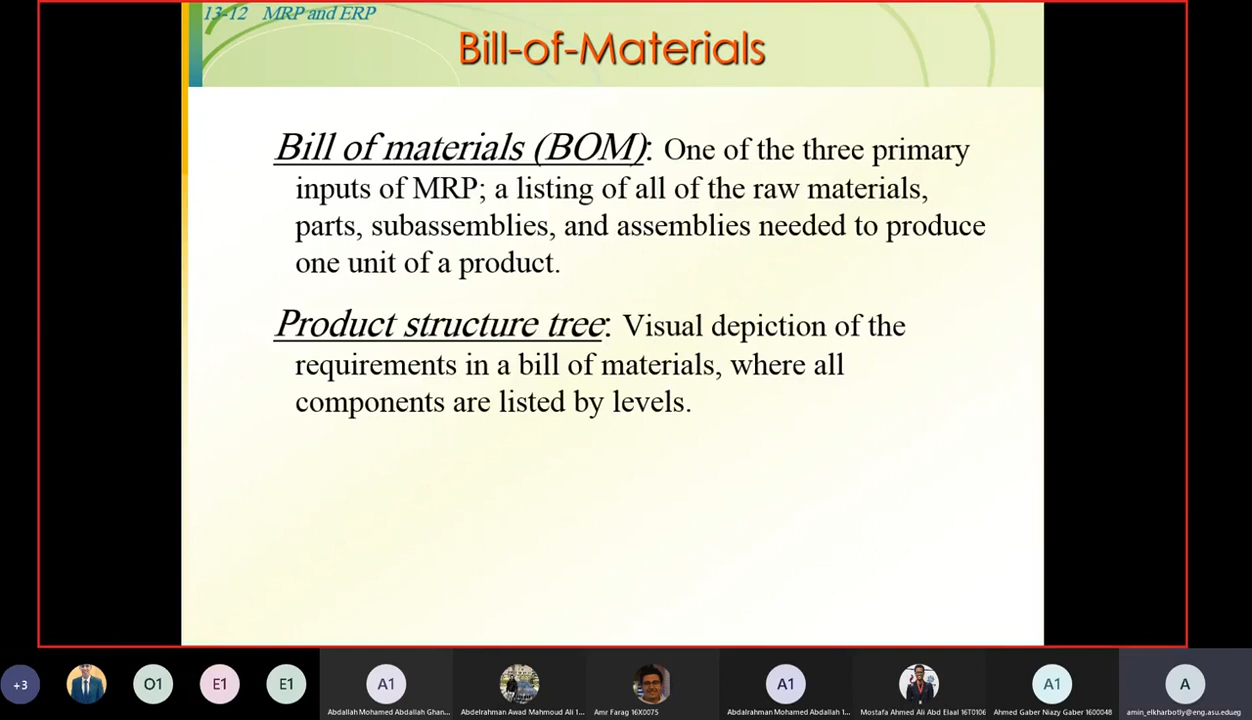 13-12 MRP and ERP
Bill-of-Materials
Bill of materials (BOM): One of the three primary
inputs of MRP; a listing of all of the raw materials,
parts, subassemblies, and assemblies needed to produce
one unit of a product.
Product structure tree: Visual depiction of the
requirements in a bill of materials, where all
components are listed by levels.
+3
O1
E1
E1
A1
A1
A1
A
Abdallah Mohamed Abdallah Ghan...
Abdelrahman Awad Mahmoud Ali 1...
Amr Farag 16X0075
Abdalrahman Mohamed Abdallah 1...
Mostafa Ahmed Ali Abd Elaal 16T0106
Ahmed Gaber Niazy Gaber 1600048
amin_elkharbotly@eng.asu.edueg